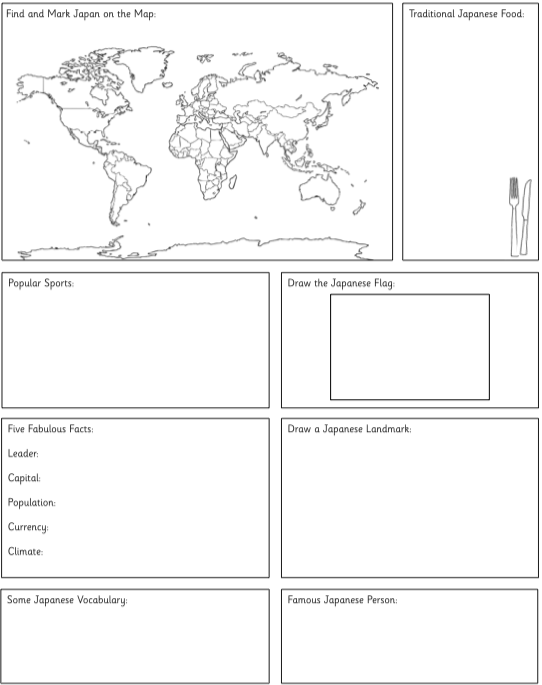 Find and Mark Japan on the Map:
Traditional Japanese Food:
Popular Sports:
Draw the Japanese Flag:
Five Fabulous Facts:
Leader:
Capital:
Population:
Currency:
Climate:
Draw a Japanese Landmark:
Some Japanese Vocabulary:
Famous Japanese Person: